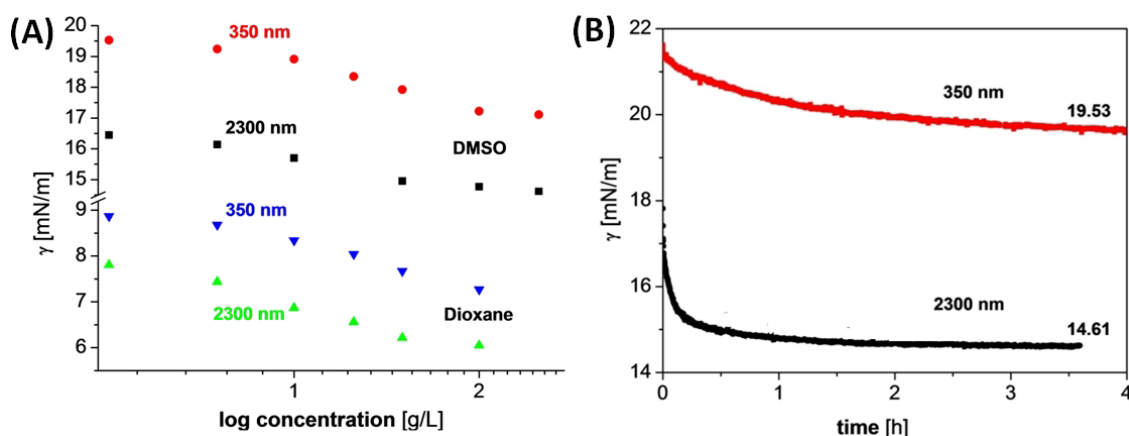 (A)
20
19
18
17
16
15
9
8
7
6
γ [mN/m]
350 nm
2300 nm
DMSO
350 nm
2300 nm
Dioxane
1
2
log concentration [g/L]
(B)
22
20
18
16
14
γ [mN/m]
350 nm
19.53
2300 nm
14.61
0
1
2
3
4
time [h]